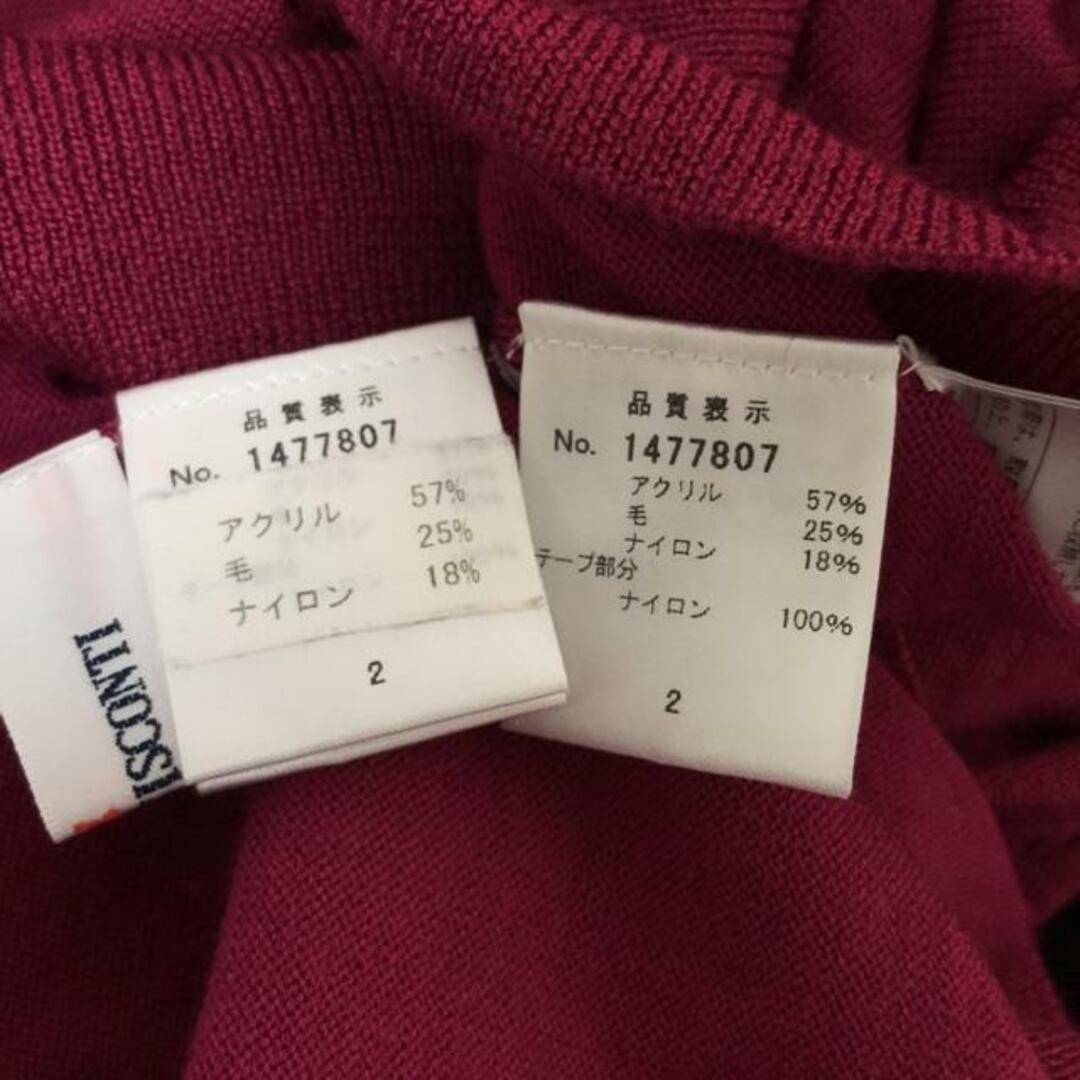 ISCONTI
品質表示
No. 1477807
アクリル 57%
毛 25%
ナイロン 18%
2
品質表示
No. 1477807
アクリル 57%
毛 25%
ナイロン 18%
テープ部分
ナイロン 100%
2